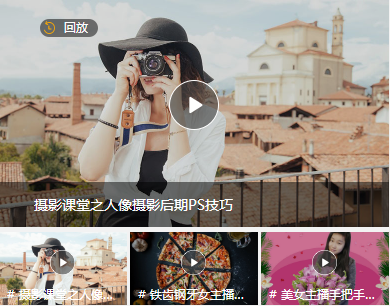 回放
摄影课堂之人像摄影后期PS技巧
# 摄影课堂之人像...
# 铁齿钢牙女主播...
# 美女主播手把手...